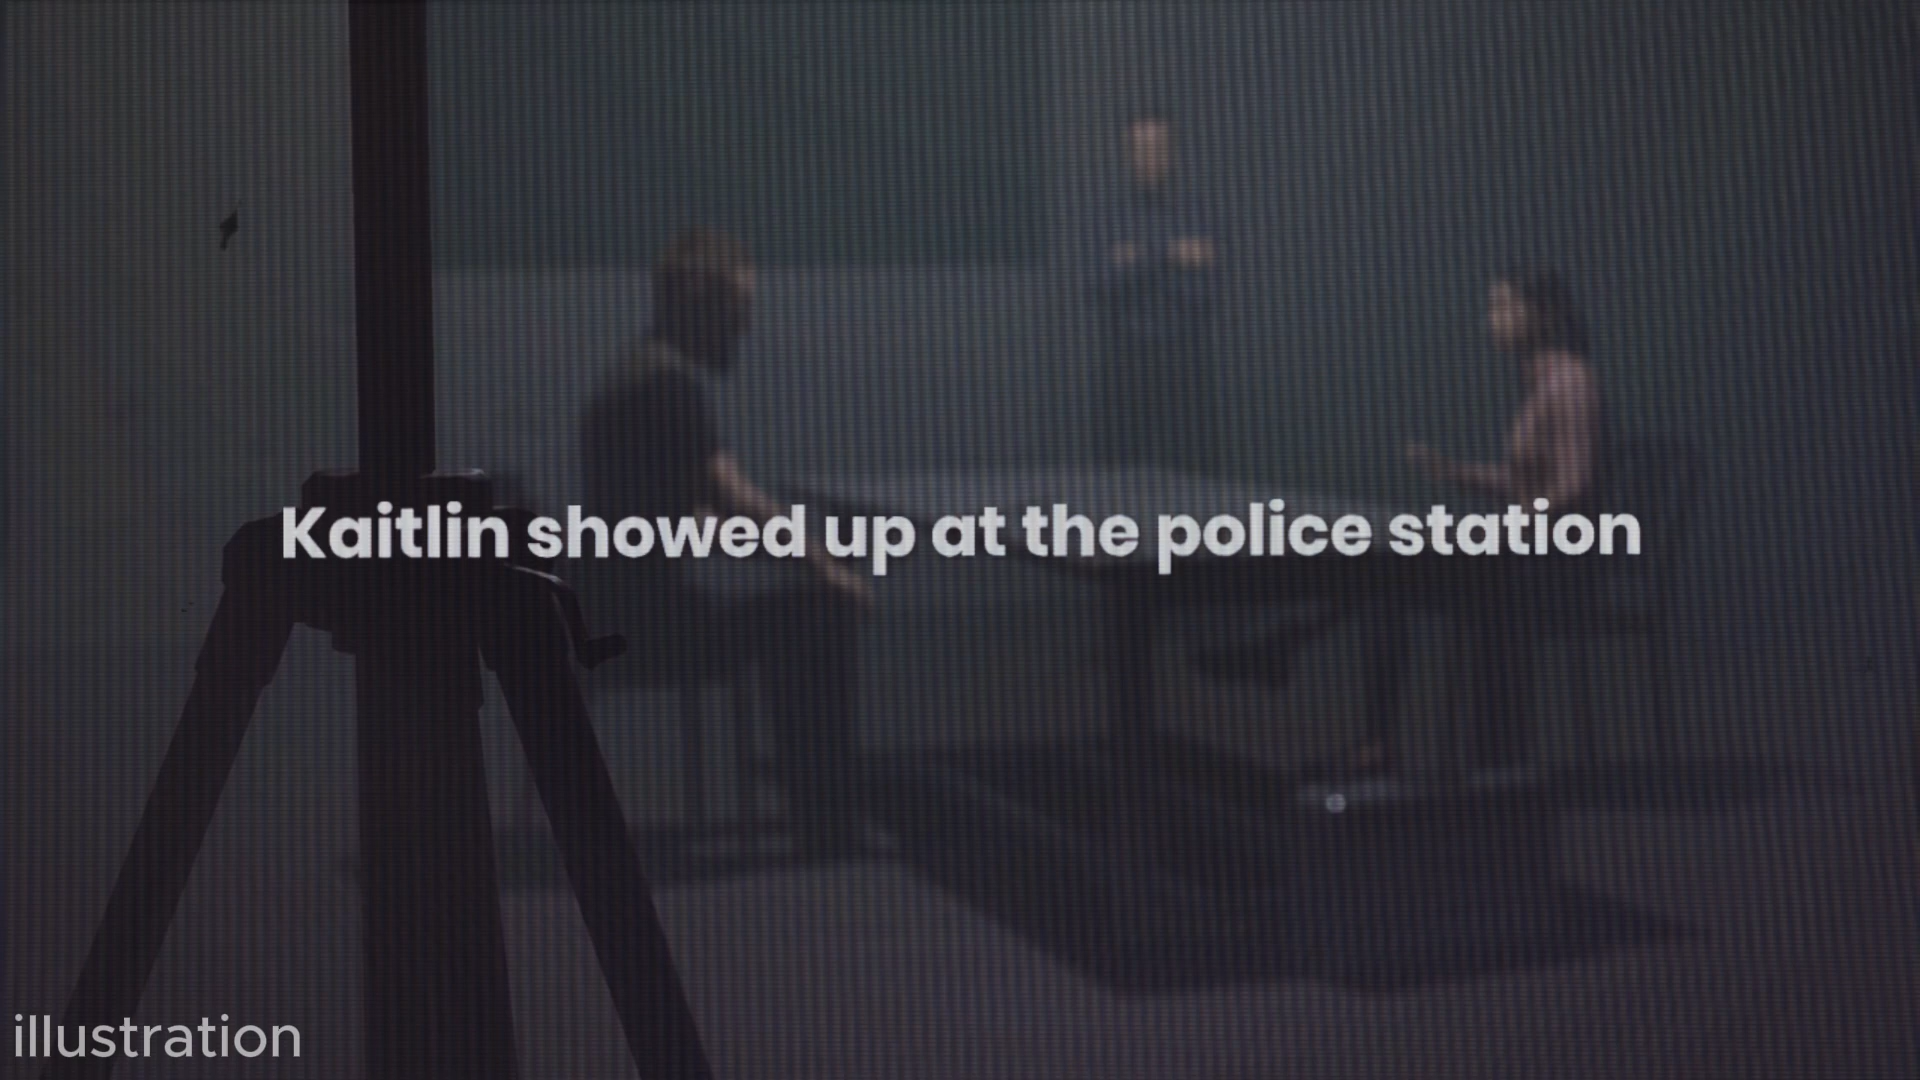 Kaitlin showed up at the police station
illustration